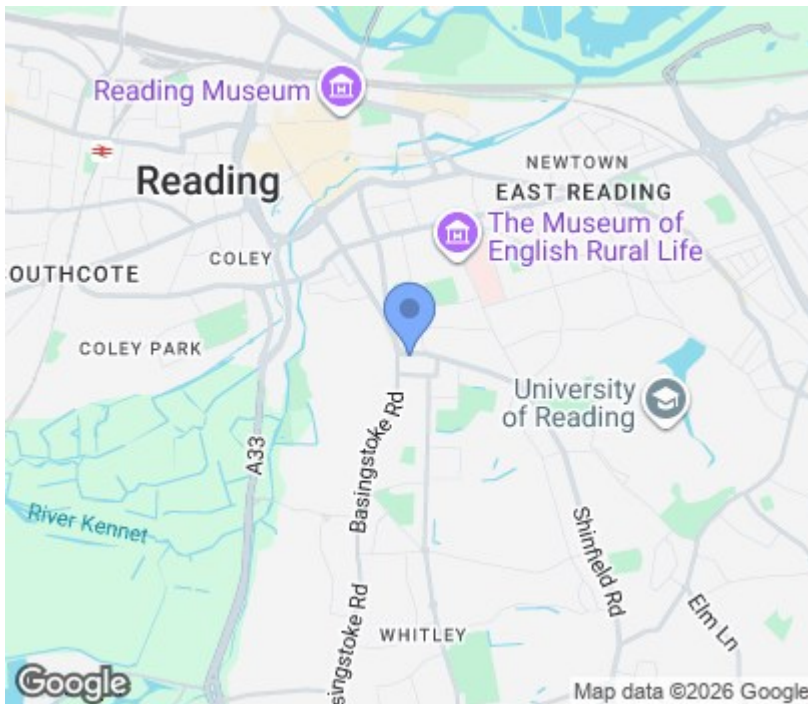 Reading Museum
NEWTOWN
Reading
EAST READING
The Museum of
English Rural Life
COLEY
OUTHCOTE
COLEY PARK
University
of Reading
Basingstoke Rd
A33
River Kennet
Shinfield Rd
Elm Ln
singstoke Rd
WHITLEY
Google
Map data ©2026 Google